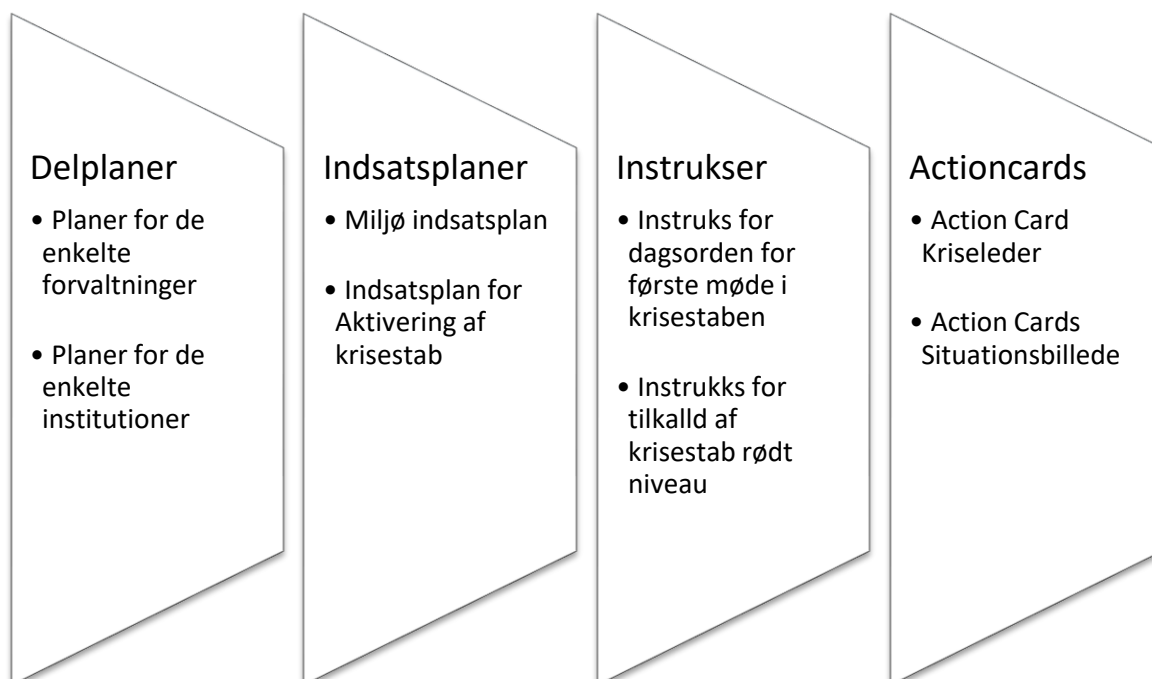 Delplaner
• Planer for de
enkelte
forvaltninger
• Planer for de
enkelte
institutioner
Indsatsplaner
• Miljø indsatsplan
• Indsatsplan for
Aktivering af
krisestab
Instrukser
• Instruks for
dagsorden for
første møde i
krisestaben
• Instrukks for
tilkalld af
krisestab rødt
niveau
Actioncards
• Action Card
Kriseleder
• Action Cards
Situationsbillede